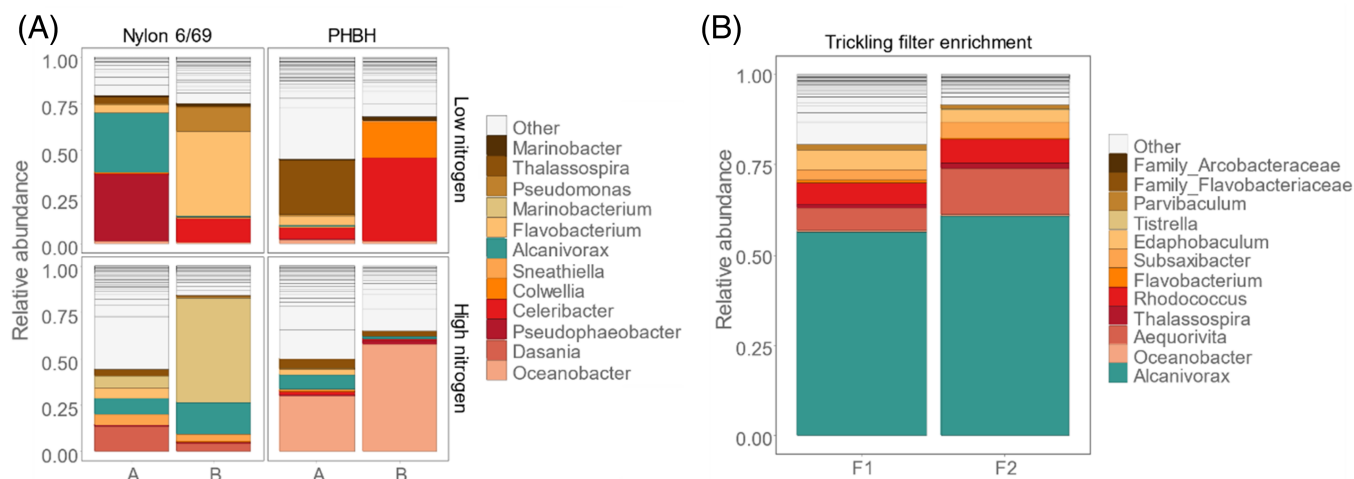 (A)
Nylon 6/69
PHBH
Relative abundance
1.00
0.75
0.50
0.25
0.00
Low nitrogen
Relative abundance
1.00
0.75
0.50
0.25
0.00
High nitrogen
A
B
A
B
Other
Marinobacter
Thalassospira
Pseudomonas
Marinobacterium
Flavobacterium
Alcanivorax
Sneathiella
Colwellia
Celeribacter
Pseudophaeobacter
Dasania
Oceanobacter
(B)
Trickling filter enrichment
Relative abundance
1.00
0.75
0.50
0.25
0.00
F1
F2
Other
Family_Arcobacteraceae
Family_Flavobacteriaceae
Parvibaculum
Tistrella
Edaphobaculum
Subsaxibacter
Flavobacterium
Rhodococcus
Thalassospira
Aequorivita
Oceanobacter
Alcanivorax